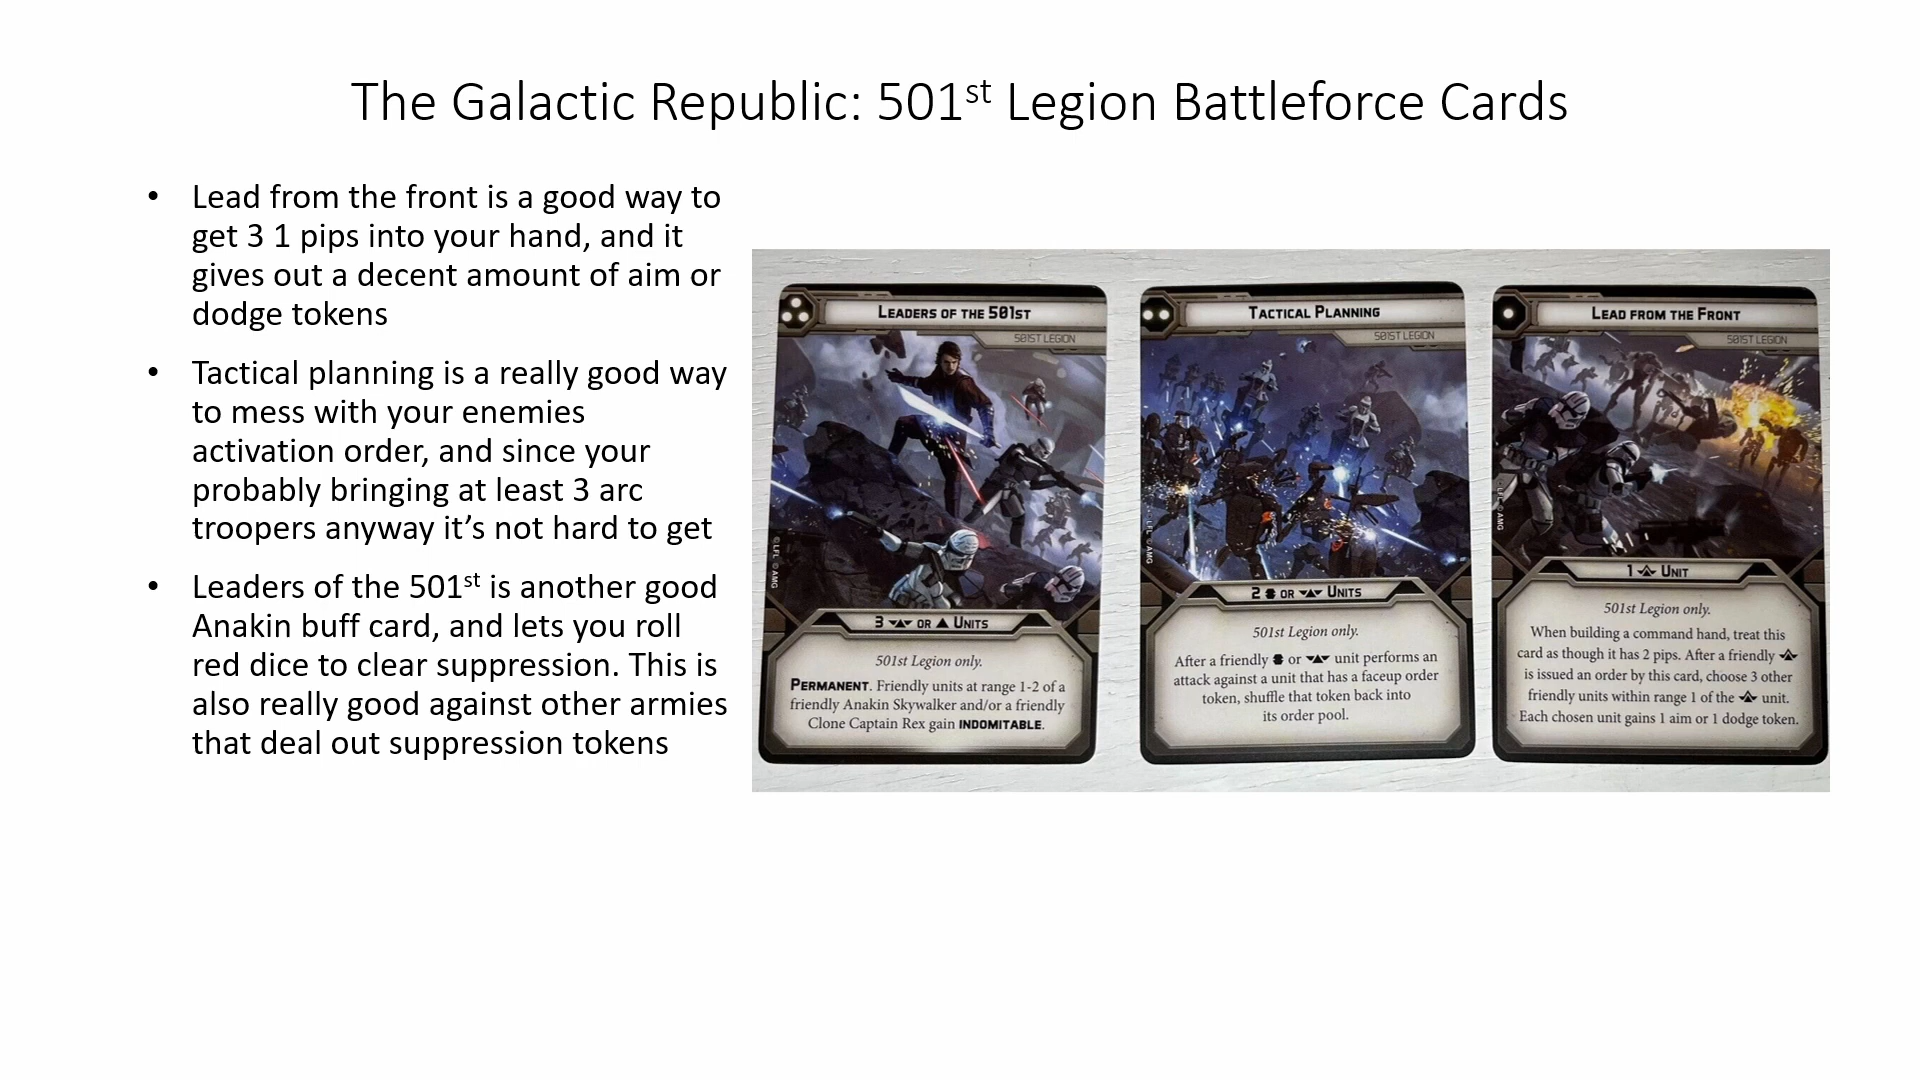 The Galactic Republic: 501st Legion Battleforce Cards
• Lead from the front is a good way to
get 3 1 pips into your hand, and it
gives out a decent amount of aim or
dodge tokens
• Tactical planning is a really good way
to mess with your enemies
activation order, and since your
probably bringing at least 3 arc
troopers anyway it’s not hard to get
• Leaders of the 501st is another good
Anakin buff card, and lets you roll
red dice to clear suppression. This is
also really good against other armies
that deal out suppression tokens
LEADERS OF THE 501ST
501ST LEGION
© LFL © AMG
3 OR UNITS
501st Legion only.
PERMANENT. Friendly units at range 1-2 of a
friendly Anakin Skywalker and/or a friendly
Clone Captain Rex gain INDOMITABLE.
TACTICAL PLANNING
501ST LEGION
© LFL © AMG
2 OR UNITS
501st Legion only.
After a friendly or unit performs an
attack against a unit that has a faceup order
token, shuffle that token back into
its order pool.
LEAD FROM THE FRONT
501ST LEGION
© LFL © AMG
1 UNIT
501st Legion only.
When building a command hand, treat this
card as though it has 2 pips. After a friendly
is issued an order by this card, choose 3 other
friendly units within range 1 of the unit.
Each chosen unit gains 1 aim or 1 dodge token.